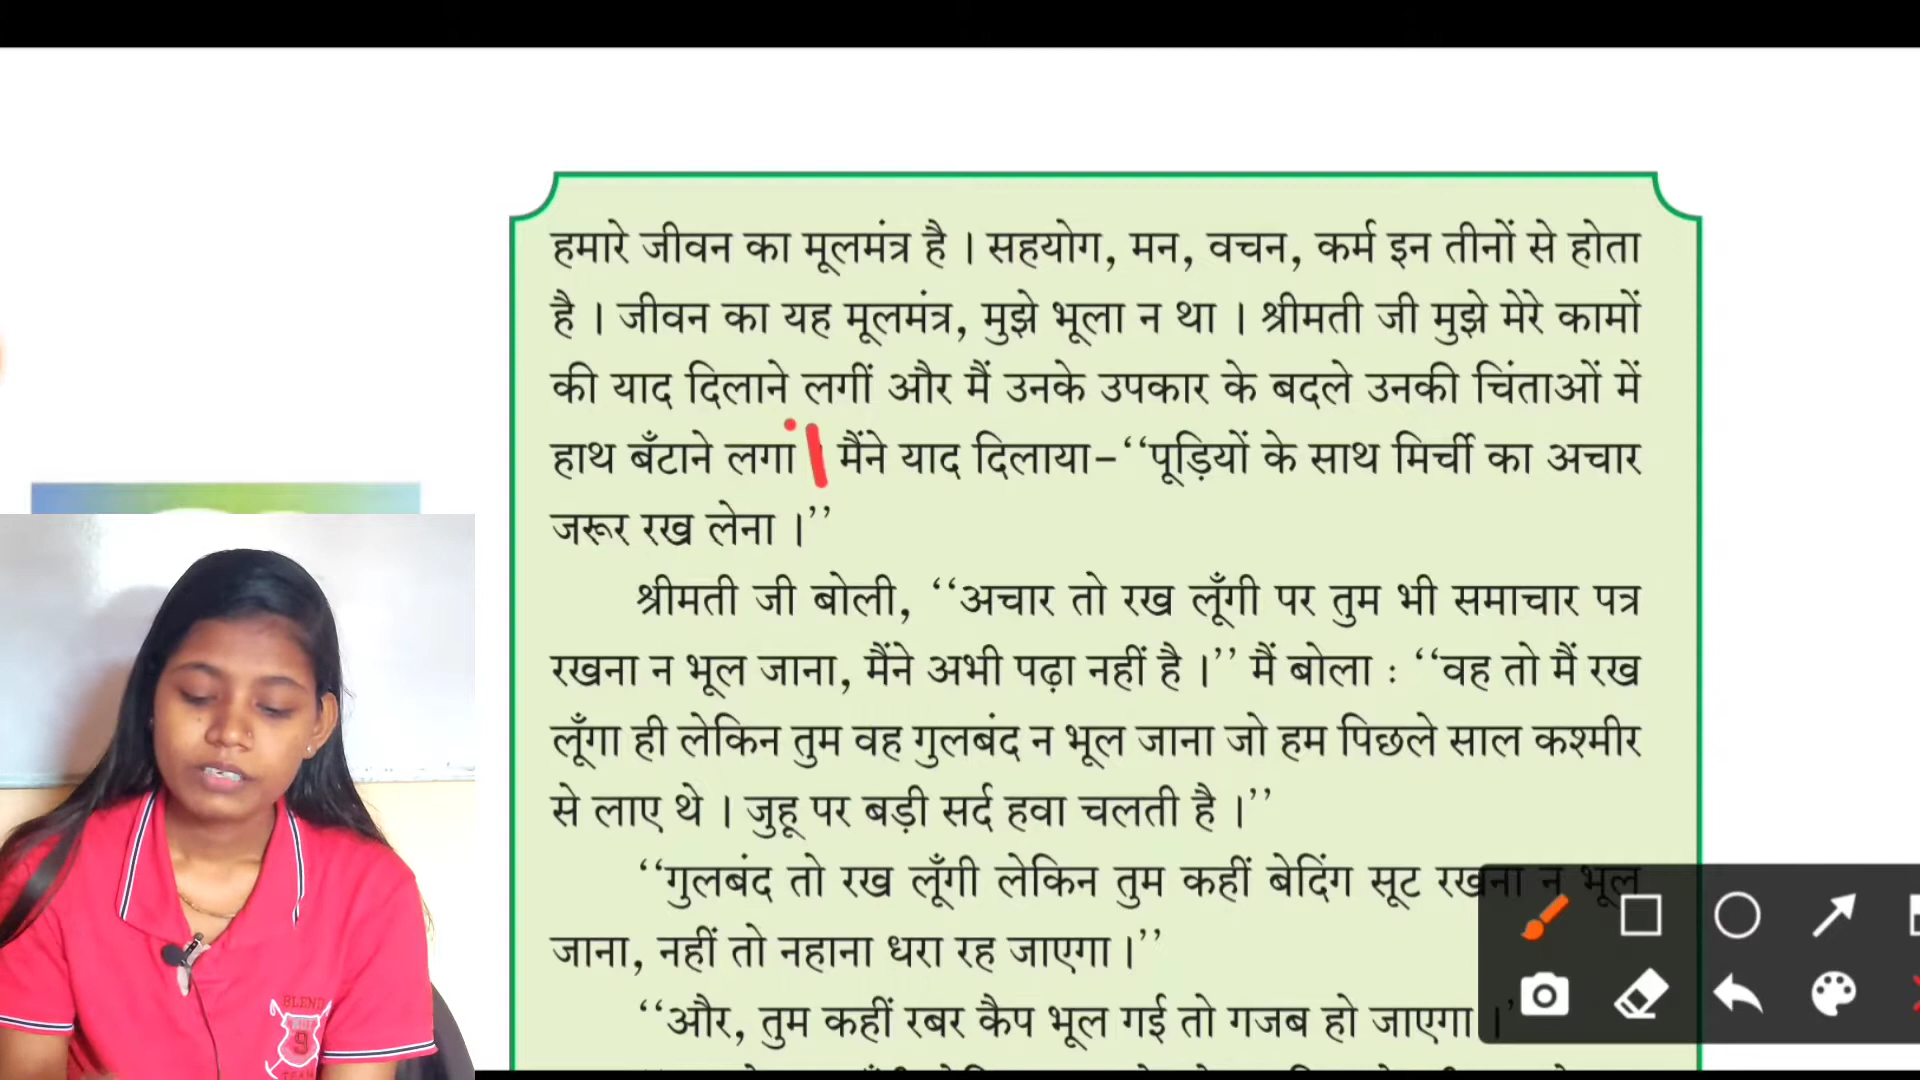 हमारे जीवन का मूलमंत्र है । सहयोग, मन, वचन, कर्म इन तीनों से होता
है । जीवन का यह मूलमंत्र, मुझे भूला न था । श्रीमती जी मुझे मेरे कामों
की याद दिलाने लगीं और मैं उनके उपकार के बदले उनकी चिंताओं में
हाथ बँटाने लगा । मैंने याद दिलाया–‘‘पूड़ियों के साथ मिर्ची का अचार
जरूर रख लेना ।’’
श्रीमती जी बोली, ‘‘अचार तो रख लूँगी पर तुम भी समाचार पत्र
रखना न भूल जाना, मैंने अभी पढ़ा नहीं है ।’’ मैं बोला : ‘‘वह तो मैं रख
लूँगा ही लेकिन तुम वह गुलबंद न भूल जाना जो हम पिछले साल कश्मीर
से लाए थे । जुहू पर बड़ी सर्द हवा चलती है ।’’
‘‘गुलबंद तो रख लूँगी लेकिन तुम कहीं बेदिंग सूट रखना न भूल
जाना, नहीं तो नहाना धरा रह जाएगा ।’’
‘‘और, तुम कहीं रबर कैप भूल गई तो गजब हो जाएगा ।’
BLEND
9
TEAM